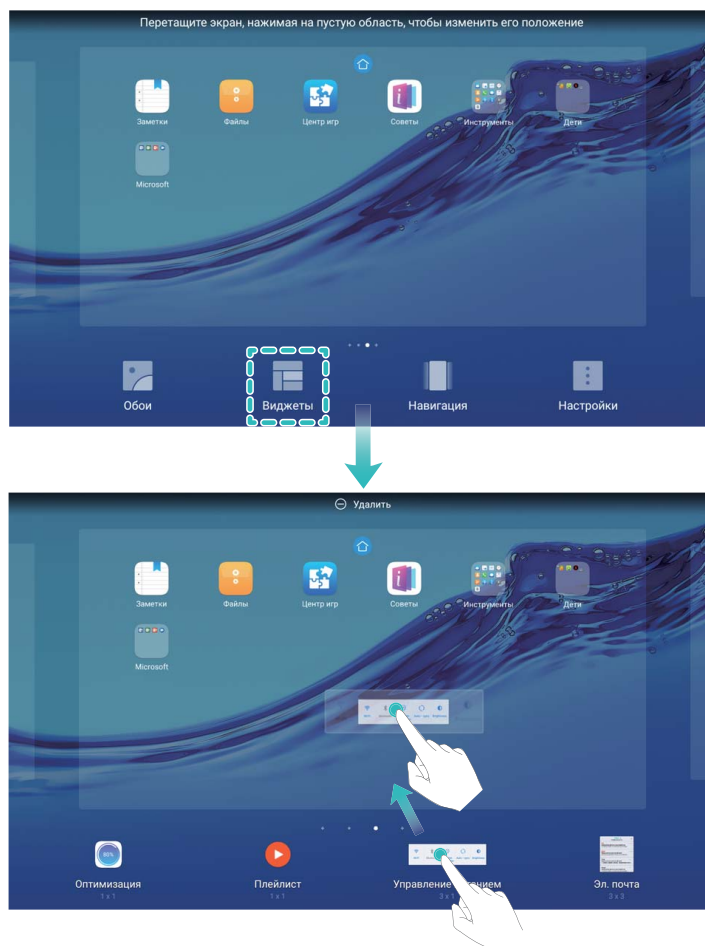 Перетащите экран, нажимая на пустую область, чтобы изменить его положение
Заметки
Файлы
Центр игр
Советы
Инструменты
Дети
Microsoft
Обои
Виджеты
Навигация
Настройки
Удалить
Заметки
Файлы
Центр игр
Советы
Инструменты
Дети
Microsoft
80%
Оптимизация
1 x 1
Плейлист
1 x 1
Управление
3 x 1
Эл. почта
3 x 3